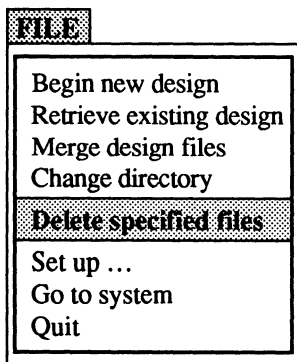 FILE
Begin new design
Retrieve existing design
Merge design files
Change directory
Delete specified files
Set up ...
Go to system
Quit